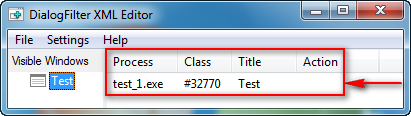 DialogFilter XML Editor
File Settings Help
Visible Windows
Test
Process Class Title Action
test_1.exe #32770 Test